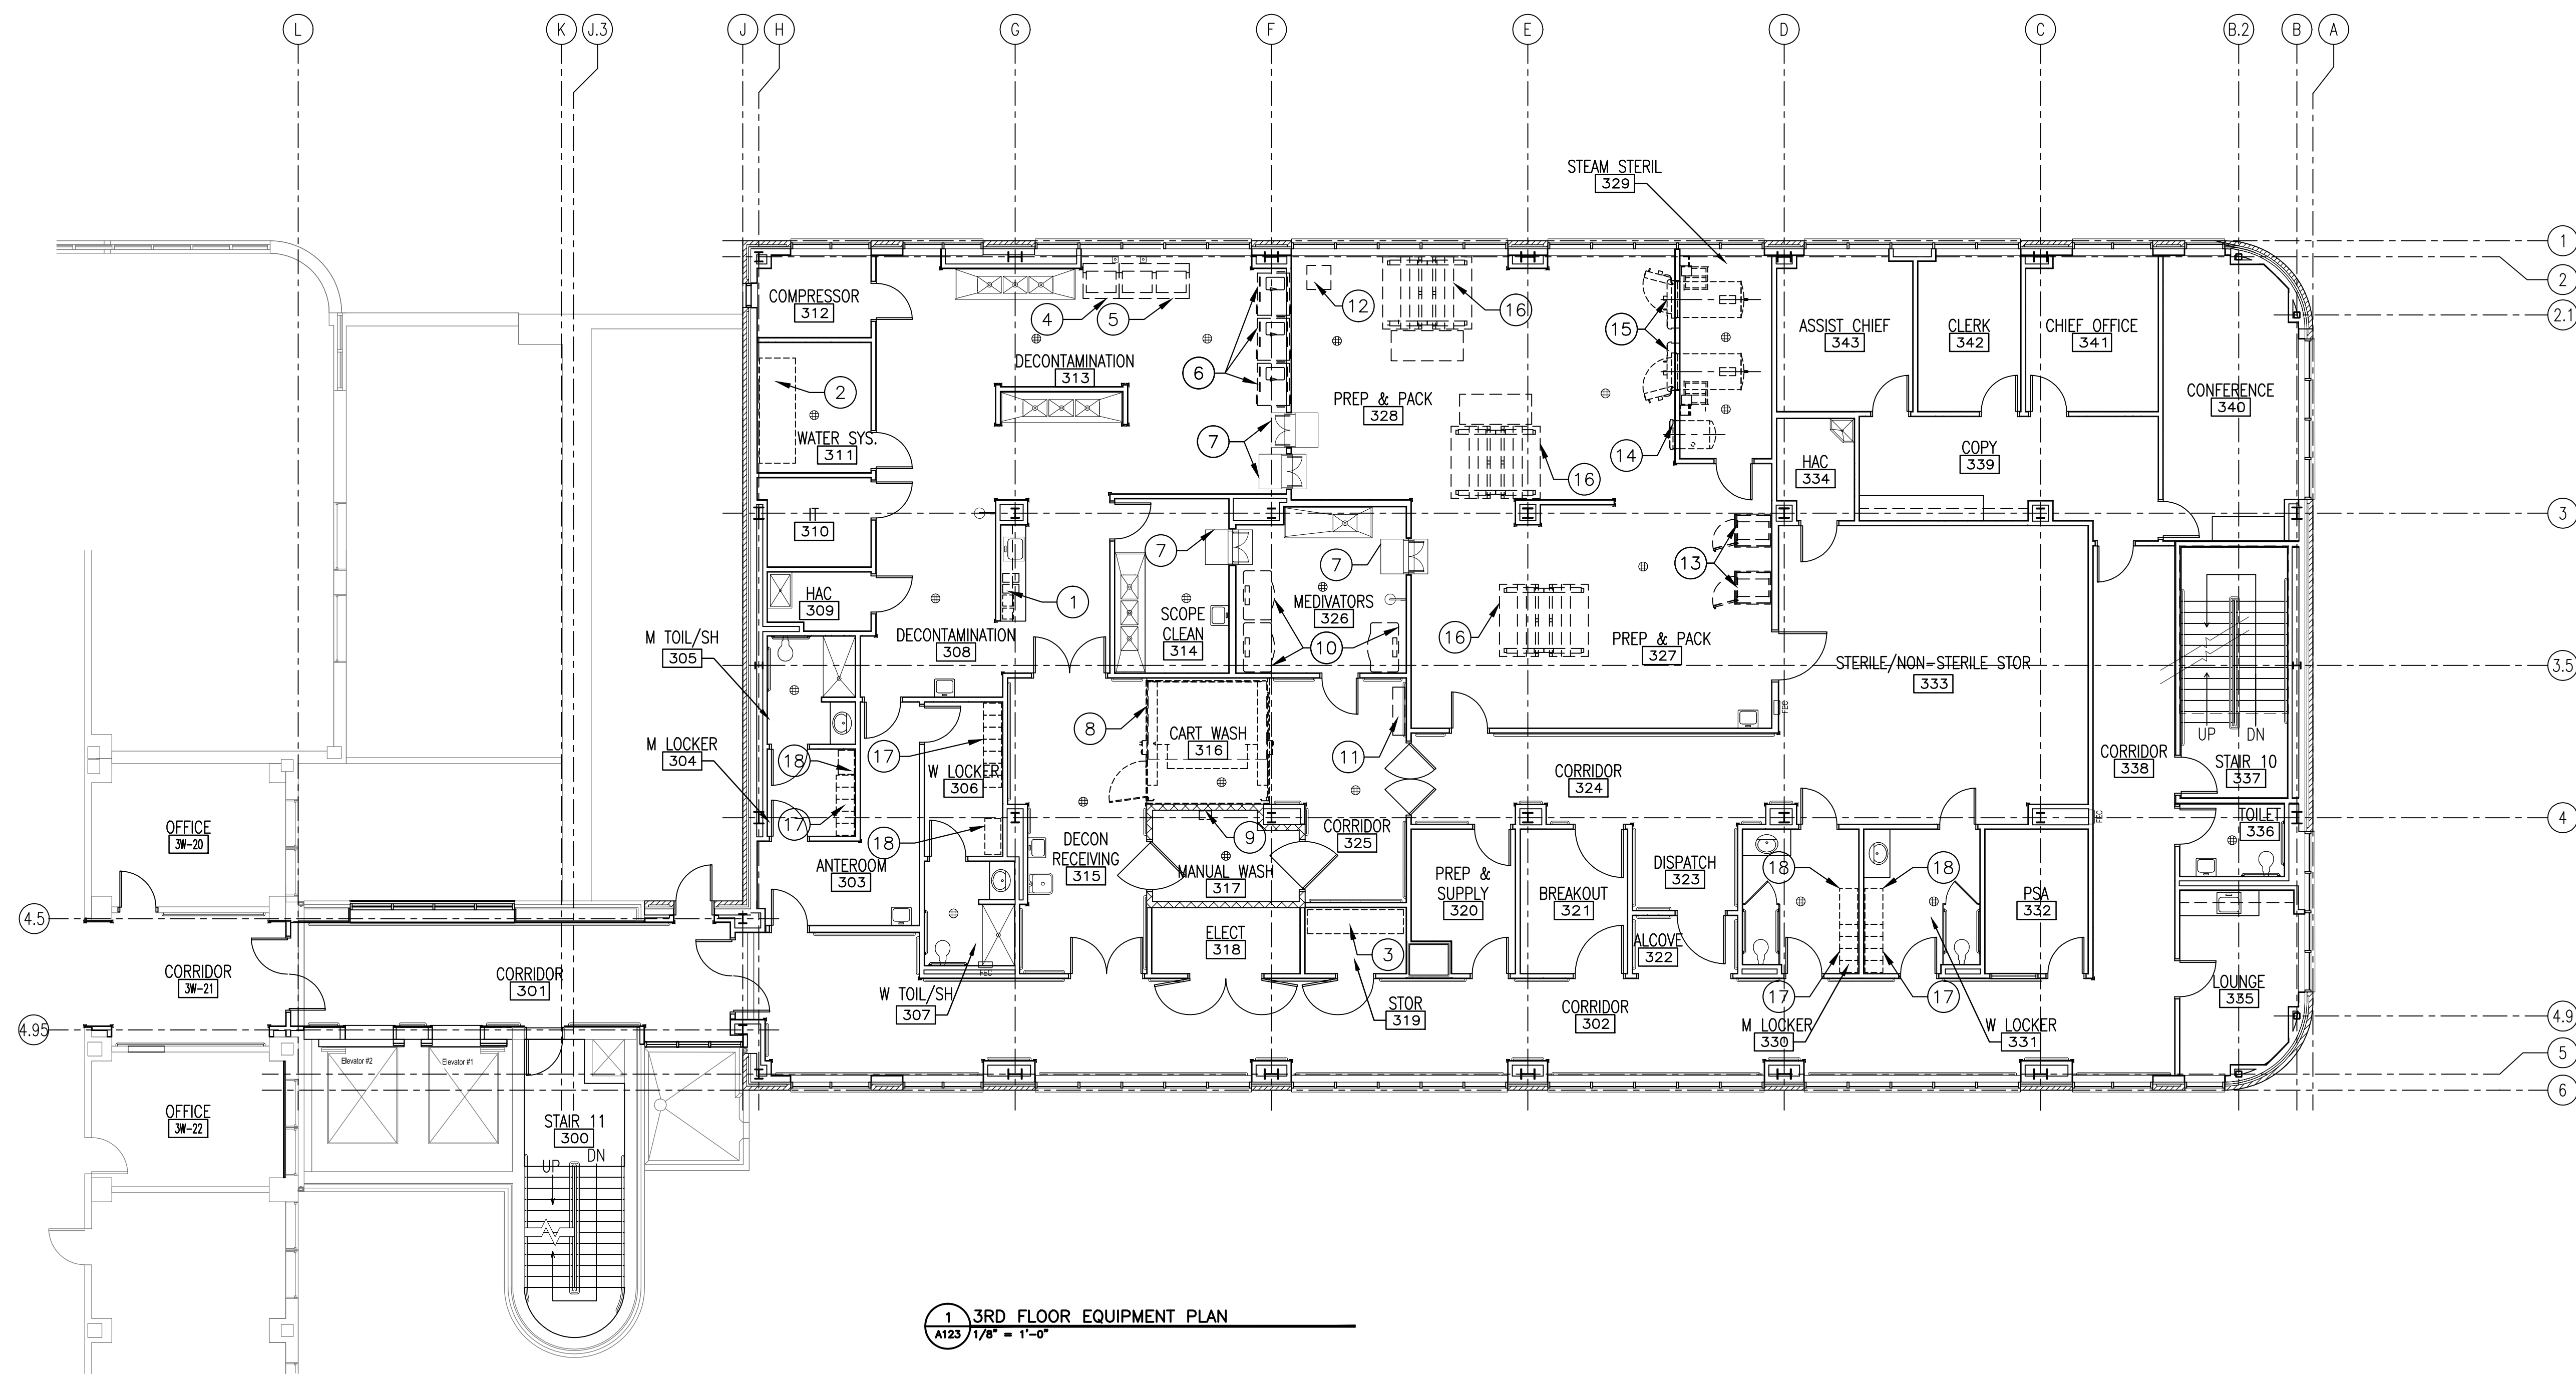 L
K
J.3
J
H
G
F
E
D
C
B.2
B
A
STEAM STERIL
329
1
2
2.1
COMPRESSOR
312
4
5
12
16
15
ASSIST CHIEF
343
CLERK
342
CHIEF OFFICE
341
DECONTAMINATION
313
6
2
PREP & PACK
328
CONFERENCE
340
WATER SYS.
311
7
14
16
HAC
334
COPY
339
IT
310
3
7
7
13
HAC
309
1
SCOPE
CLEAN
314
MEDIVATORS
326
M TOIL/SH
305
DECONTAMINATION
308
10
16
PREP & PACK
327
STERILE/NON-STERILE STOR
333
3.5
FEC
8
CART WASH
316
11
UP
DN
M LOCKER
304
18
17
W LOCKER
306
CORRIDOR
324
CORRIDOR
338
STAIR 10
337
17
FEC
4
OFFICE
3W-20
18
9
DECON
RECEIVING
315
CORRIDOR
325
TOILET
336
ANTEROOM
303
MANUAL WASH
317
PREP &
SUPPLY
320
BREAKOUT
321
DISPATCH
323
18
18
PSA
332
4.5
ELECT
318
3
ALCOVE
322
CORRIDOR
3W-21
CORRIDOR
301
FEC
W TOIL/SH
307
STOR
319
CORRIDOR
302
17
17
M LOCKER
330
W LOCKER
331
LOUNGE
335
4.95
4.9
Elevator #2
Elevator #1
5
6
OFFICE
3W-22
STAIR 11
300
UP
DN
1
A123
3RD FLOOR EQUIPMENT PLAN
1/8" = 1'-0"